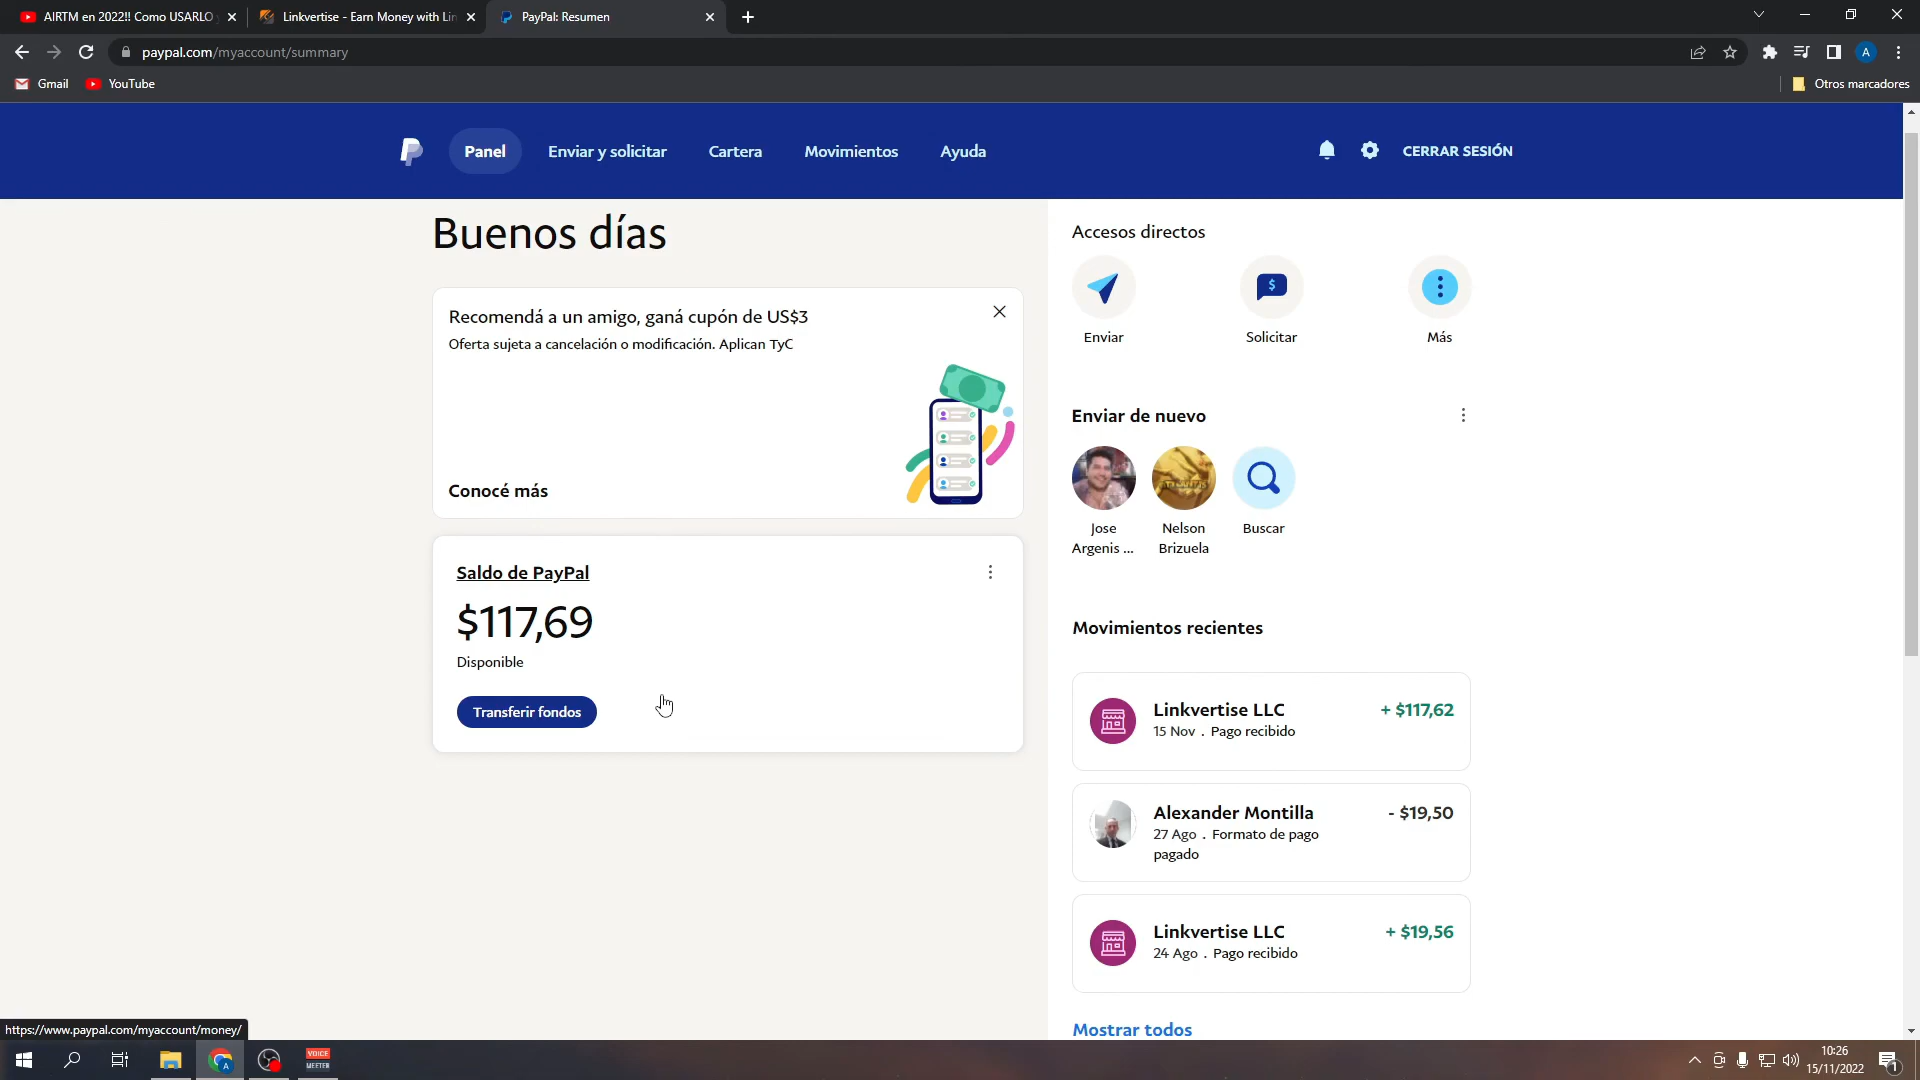 AIRTM en 2022!! Como USARLO
Linkvertise - Earn Money with Lin
PayPal: Resumen
paypal.com/myaccount/summary
Gmail
YouTube
Otros marcadores
A
Panel
Enviar y solicitar
Cartera
Movimientos
Ayuda
CERRAR SESIÓN
Buenos días
Recomendá a un amigo, ganá cupón de US$3
Oferta sujeta a cancelación o modificación. Aplican TyC
Conocé más
Saldo de PayPal
$117,69
Disponible
Transferir fondos
Accesos directos
Enviar
Solicitar
Más
Enviar de nuevo
Jose
Argenis ...
Nelson
Brizuela
Buscar
Movimientos recientes
Linkvertise LLC
+ $117,62
15 Nov . Pago recibido
Alexander Montilla
- $19,50
27 Ago . Formato de pago
pagado
Linkvertise LLC
+ $19,56
24 Ago . Pago recibido
Mostrar todos
https://www.paypal.com/myaccount/money/
VOICE
MEETER
10:26
15/11/2022
1